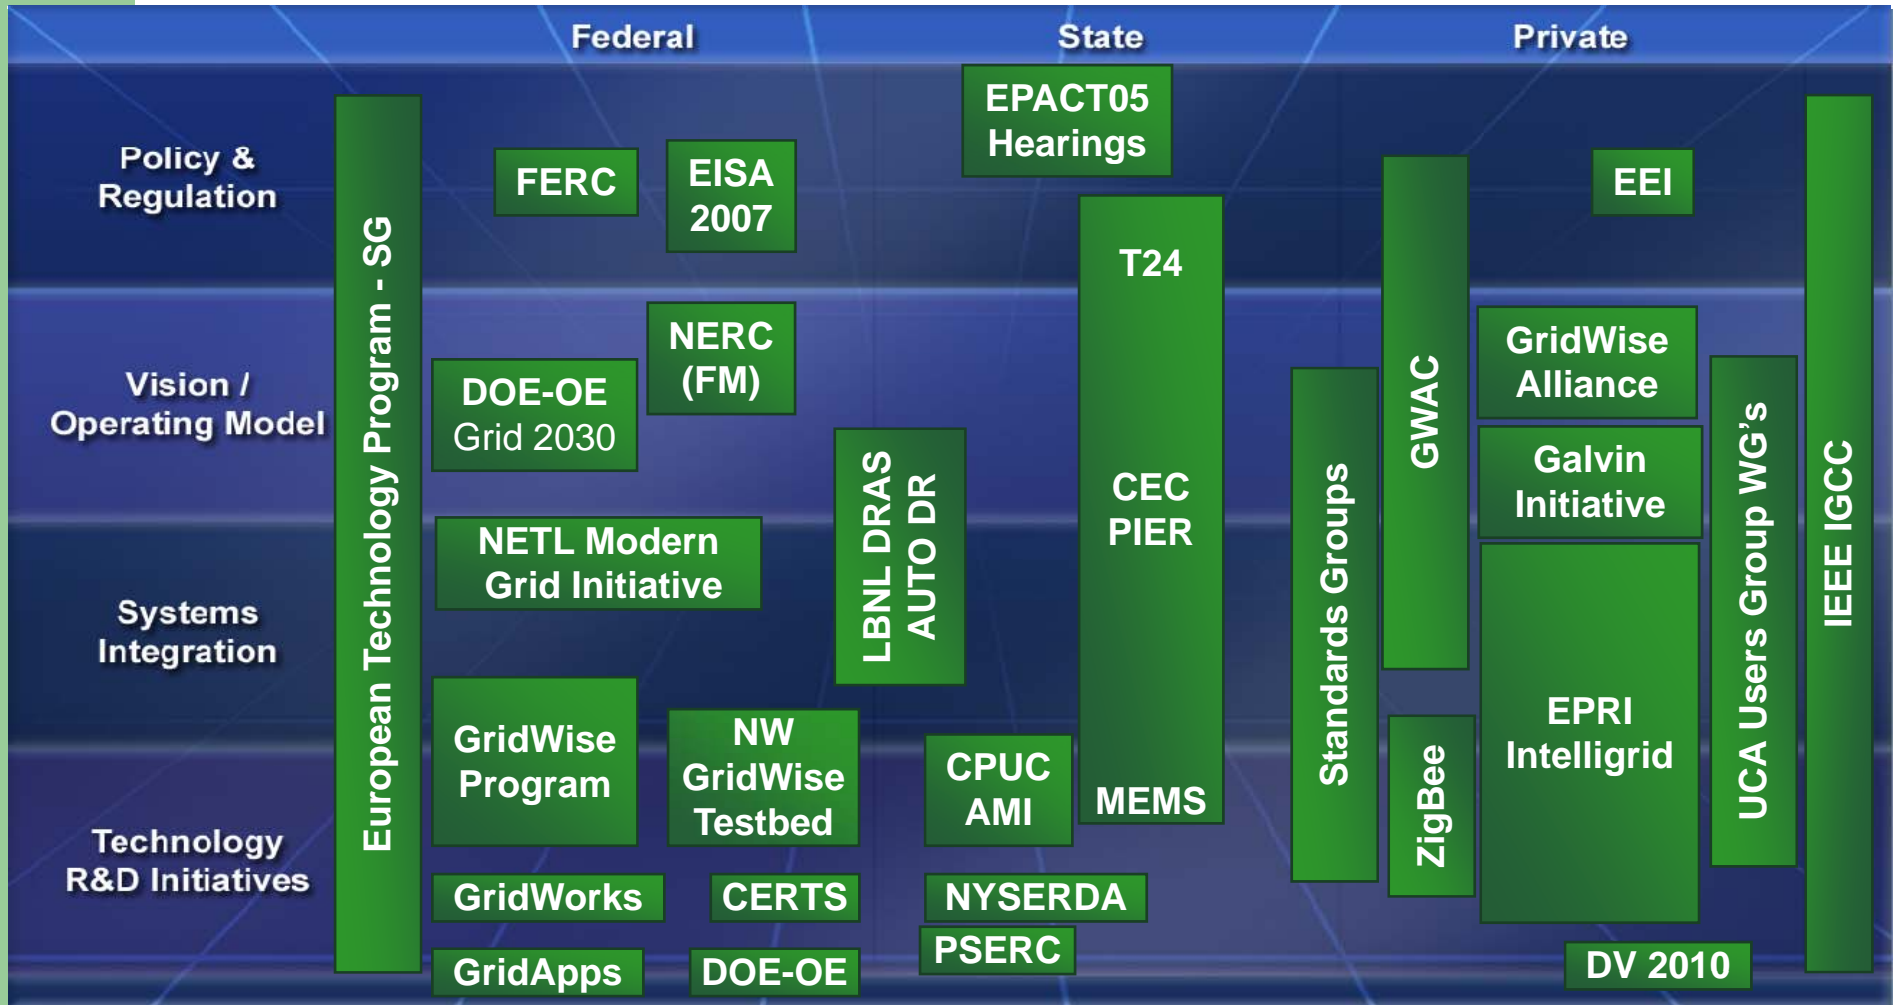 Federal
State
Private
Policy &
Regulation
Vision /
Operating Model
Systems
Integration
Technology
R&D Initiatives
European Technology Program - SG
FERC
EISA
2007
NERC
(FM)
DOE-OE
Grid 2030
NETL Modern
Grid Initiative
GridWise
Program
NW
GridWise
Testbed
GridWorks
CERTS
GridApps
DOE-OE
LBNL DRAS
AUTO DR
EPACT05
Hearings
T24
CEC
PIER
MEMS
CPUC
AMI
NYSERDA
PSERC
Standards Groups
GWAC
ZigBee
EEI
GridWise
Alliance
Galvin
Initiative
EPRI
Intelligrid
DV 2010
UCA Users Group WG's
IEEE IGCC